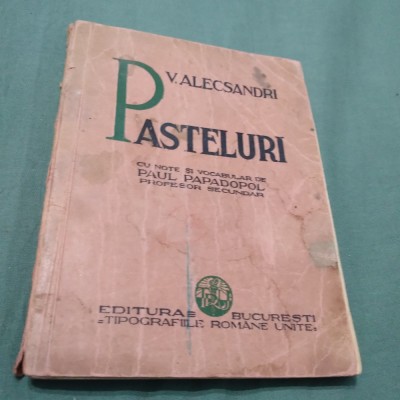 V. ALECSANDRI
PASTELURI
CU NOTE ȘI VOCABULAR DE
PAUL PAPADOPOL
PROFESOR SECUNDAR
EDITURA BUCUREȘTI
„TIPOGRAFIILE ROMÂNE UNITE„